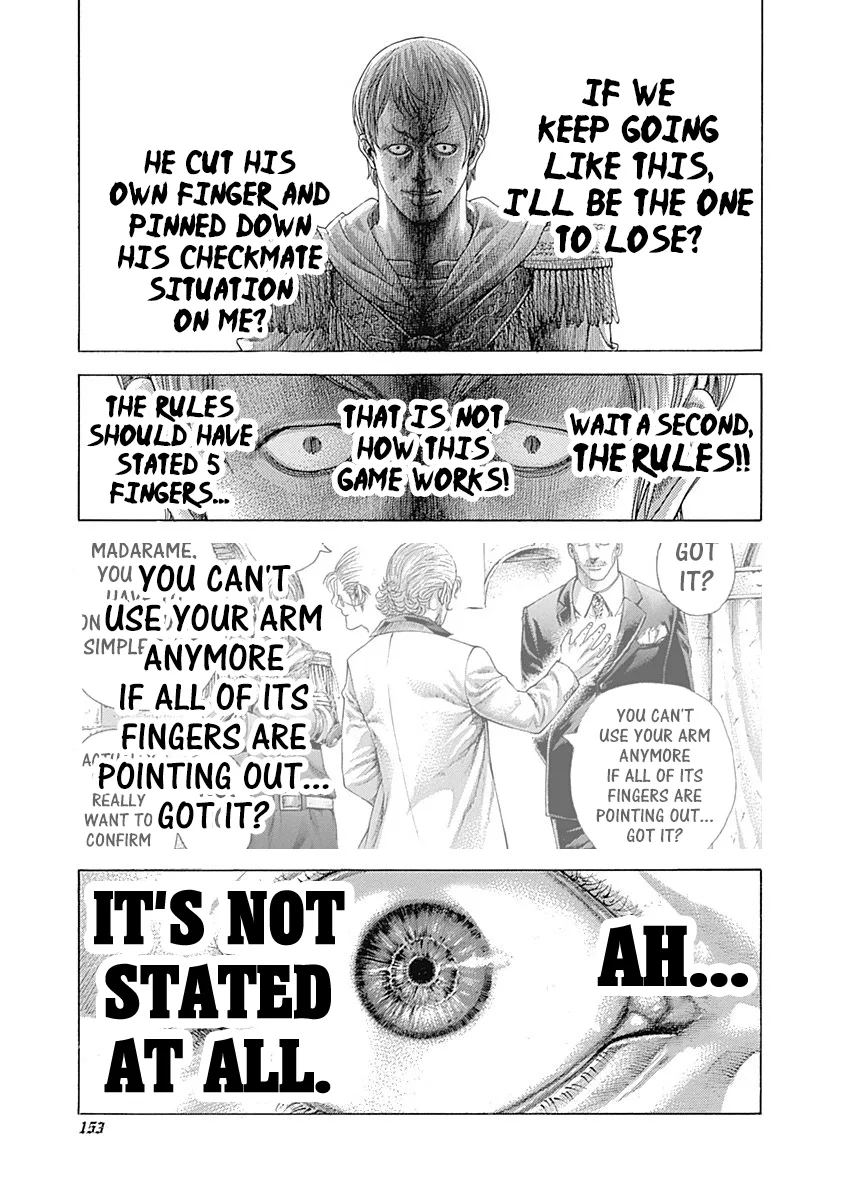 IF WE
KEEP GOING
LIKE THIS,
I'LL BE THE ONE
TO LOSE?
HE CUT HIS
OWN FINGER AND
PINNED DOWN
HIS CHECKMATE
SITUATION
ON ME?
WAIT A SECOND,
THE RULES!!
THAT IS NOT
HOW THIS
GAME WORKS!
THE RULES
SHOULD HAVE
STATED 5
FINGERS...
GOT
IT?
MADARAME,
YOU
SIMPLE
REALLY
WANT TO
CONFIRM
YOU CAN'T
USE YOUR ARM
ANYMORE
IF ALL OF ITS
FINGERS ARE
POINTING OUT...
GOT IT?
YOU CAN'T
USE YOUR ARM
ANYMORE
IF ALL OF ITS
FINGERS ARE
POINTING OUT...
GOT IT?
AH...
IT'S NOT
STATED
AT ALL.
153